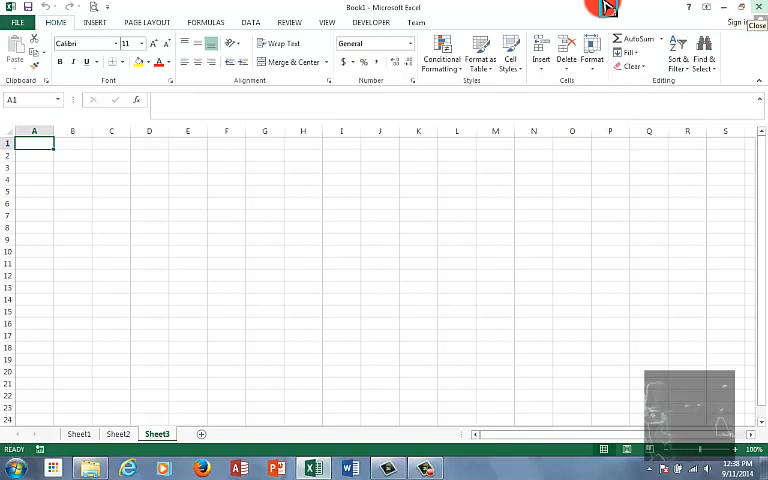 Book1 - Microsoft Excel
FILE HOME INSERT PAGE LAYOUT FORMULAS DATA REVIEW VIEW DEVELOPER Team Sign in
Close
Calibri 11 Wrap Text General AutoSum
Paste Conditional Format as Cell Insert Delete Format Fill Sort & Find &
B I U A Merge & Center $ % , Formatting Table Styles Clear Filter Select
Clipboard Font Alignment Number Styles Cells Editing
A1 fx
A B C D E F G H I J K L M N O P Q R S
1
2
3
4
5
6
7
8
9
10
11
12
13
14
15
16
17
18
19
20
21
22
23
24
Sheet1 Sheet2 Sheet3
READY 100%
12:38 PM
9/11/2014